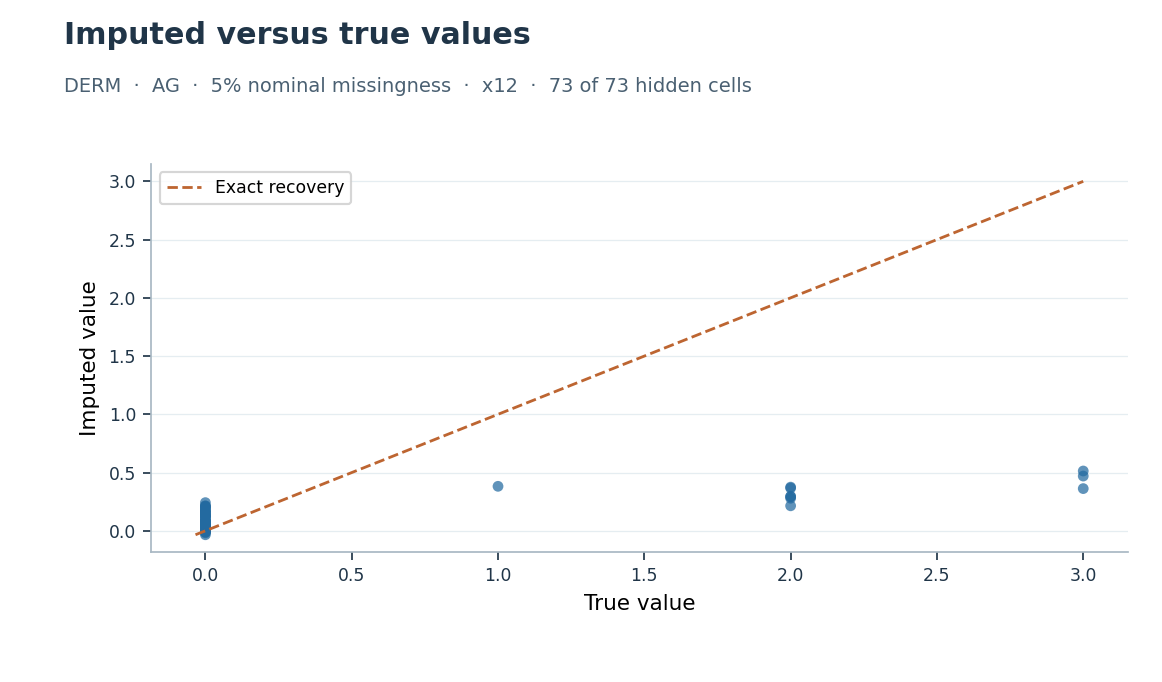 Imputed versus true values
DERM · AG · 5% nominal missingness · x12 · 73 of 73 hidden cells
Exact recovery
3.0
2.5
2.0
1.5
1.0
0.5
0.0
Imputed value
0.0 0.5 1.0 1.5 2.0 2.5 3.0
True value